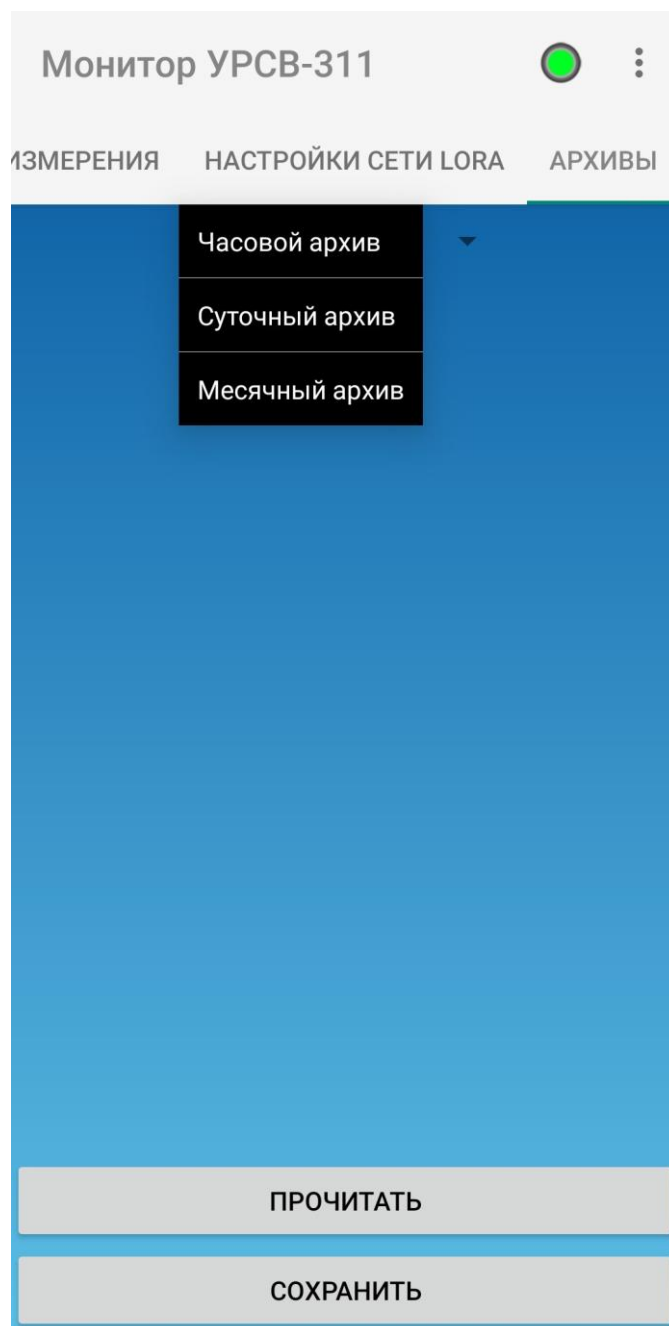 Монитор УРСВ-311
ИЗМЕРЕНИЯ НАСТРОЙКИ СЕТИ LORA АРХИВЫ
Часовой архив
Суточный архив
Месячный архив
ПРОЧИТАТЬ
СОХРАНИТЬ